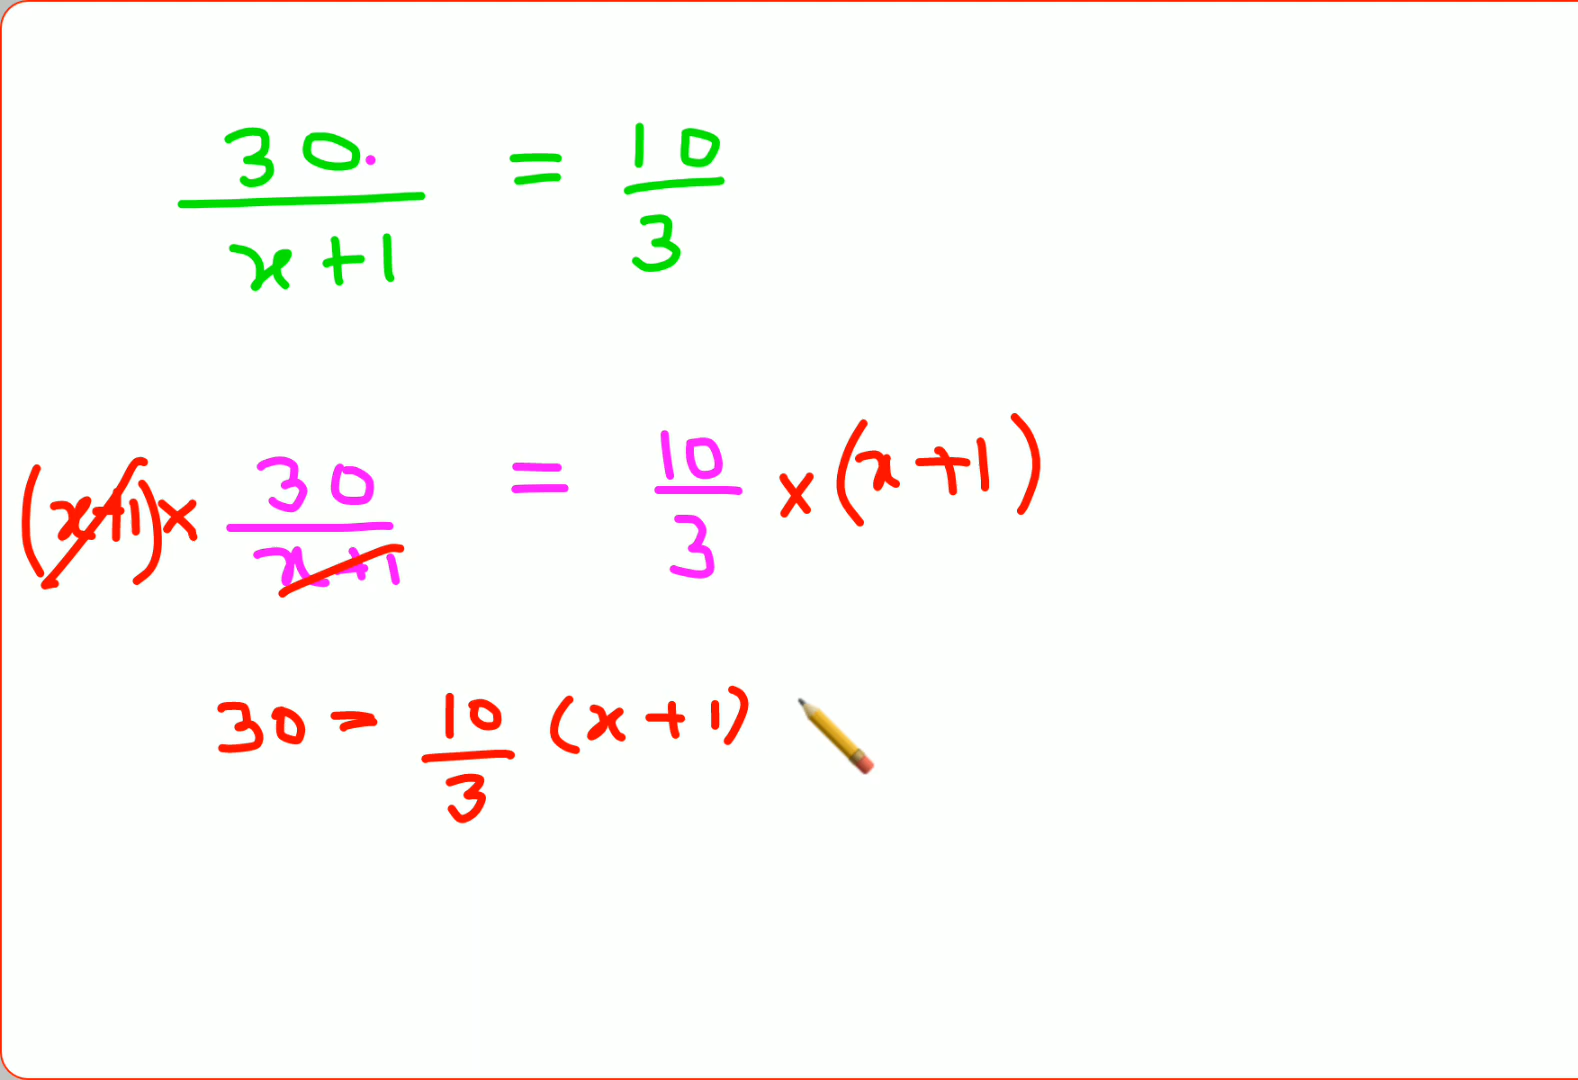 30/(x+1) = 10/3
(x+1) × 30/(x+1) = 10/3 × (x+1)
30 = 10/3 (x+1)